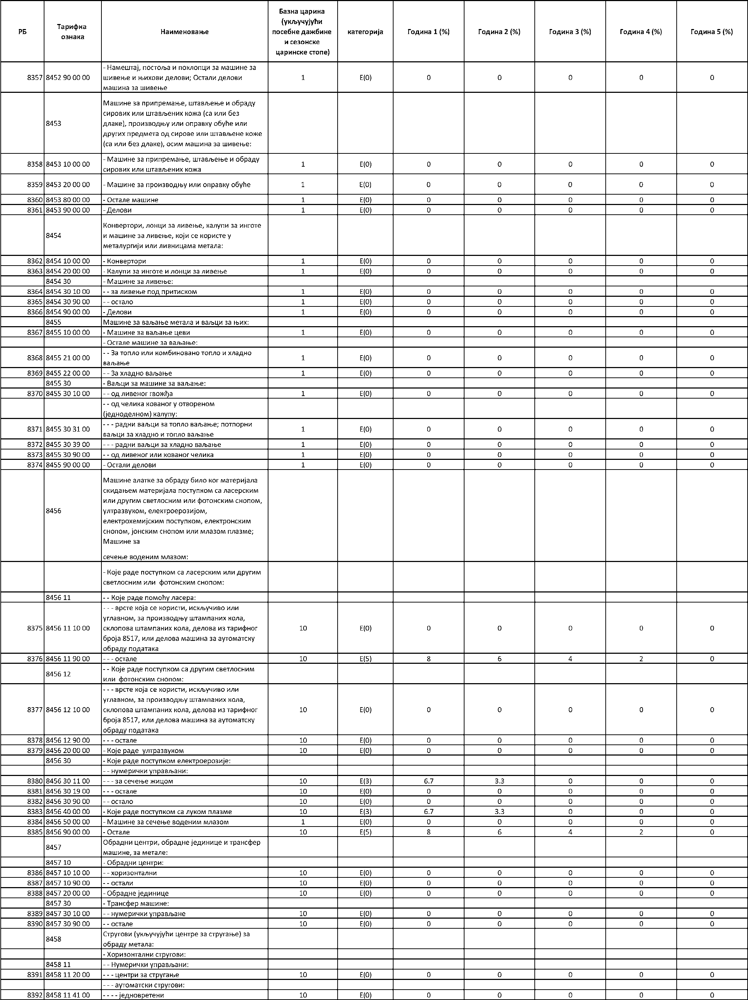 РБ Тарифна ознака Наименовање Базна царина (укључујући посебне дажбине и сезонске царинске стопе) категорија Година 1 (%) Година 2 (%) Година 3 (%) Година 4 (%) Година 5 (%)
8357 8452 90 00 00 - Намештај, постоља и поклопци за машине за шивење и њихови делови; Остали делови машина за шивење 1 E(0) 0 0 0 0 0
8453 Машине за припремање, штављење и обраду сирових или штављених кожа (са или без длаке), производњу или оправку обуће или других предмета од сирове или штављене коже (са или без длаке), осим машина за шивење:
8358 8453 10 00 00 - Машине за припремање, штављење и обраду сирових или штављених кожа 1 E(0) 0 0 0 0 0
8359 8453 20 00 00 - Машине за производњу или оправку обуће 1 E(0) 0 0 0 0 0
8360 8453 80 00 00 - Остале машине 1 E(0) 0 0 0 0 0
8361 8453 90 00 00 - Делови 1 E(0) 0 0 0 0 0
8454 Конвертори, лонци за ливење, калупи за инготе и машине за ливење, који се користе у металургији или ливницама метала:
8362 8454 10 00 00 - Конвертори 1 E(0) 0 0 0 0 0
8363 8454 20 00 00 - Калупи за инготе и лонци за ливење 1 E(0) 0 0 0 0 0
8454 30 - Машине за ливење:
8364 8454 30 10 00 - - за ливење под притиском 1 E(0) 0 0 0 0 0
8365 8454 30 90 00 - - остало 1 E(0) 0 0 0 0 0
8366 8454 90 00 00 - Делови 1 E(0) 0 0 0 0 0
8455 Машине за ваљање метала и ваљци за њих:
8367 8455 10 00 00 - Машине за ваљање цеви 1 E(0) 0 0 0 0 0
- Остале машине за ваљање:
8368 8455 21 00 00 - - За топло или комбиновано топло и хладно ваљање 1 E(0) 0 0 0 0 0
8369 8455 22 00 00 - - За хладно ваљање 1 E(0) 0 0 0 0 0
8455 30 - Ваљци за машине за ваљање:
8370 8455 30 10 00 - - од ливеног гвожђа 1 E(0) 0 0 0 0 0
- - од челика кованог у отвореном (једноделном) калупу:
8371 8455 30 31 00 - - - радни ваљци за топло ваљање; потпорни ваљци за хладно и топло ваљање 1 E(0) 0 0 0 0 0
8372 8455 30 39 00 - - - радни ваљци за хладно ваљање 1 E(0) 0 0 0 0 0
8373 8455 30 90 00 - - од ливеног или кованог челика 1 E(0) 0 0 0 0 0
8374 8455 90 00 00 - Остали делови 1 E(0) 0 0 0 0 0
8456 Машине алатке за обраду било ког материјала скидањем материјала поступком са ласерским или другим светлосним или фотонским снопом, ултразвуком, електроерозијом, електрохемијским поступком, електронским снопом, јонским снопом или млазом плазме; Машине за
сечење воденим млазом:
- Које раде поступком са ласерским или другим светлосним или фотонским снопом:
8456 11 - - Које раде помоћу ласера:
8375 8456 11 10 00 - - - врсте која се користи, искључиво или углавном, за производњу штампаних кола, склопова штампаних кола, делова из тарифног броја 8517, или делова машина за аутоматску обраду података 10 E(0) 0 0 0 0 0
8376 8456 11 90 00 - - - остале 10 E(5) 8 6 4 2 0
8456 12 - - Које раде поступком са другим светлосним или фотонским снопом:
8377 8456 12 10 00 - - - врсте која се користи, искључиво или углавном, за производњу штампаних кола, склопова штампаних кола, делова из тарифног броја 8517, или делова машина за аутоматску обраду података 10 E(0) 0 0 0 0 0
8378 8456 12 90 00 - - - остале 10 E(0) 0 0 0 0 0
8379 8456 20 00 00 - Које раде ултразвуком 10 E(0) 0 0 0 0 0
8456 30 - Које раде поступком електроерозије:
- - нумерички управљани:
8380 8456 30 11 00 - - - за сечење жицом 10 E(3) 6.7 3.3 0 0 0
8381 8456 30 19 00 - - - остале 10 E(0) 0 0 0 0 0
8382 8456 30 90 00 - - остало 10 E(0) 0 0 0 0 0
8383 8456 40 00 00 - Које раде поступком са луком плазме 10 E(3) 6.7 3.3 0 0 0
8384 8456 50 00 00 - Машине за сечење воденим млазом 1 E(0) 0 0 0 0 0
8385 8456 90 00 00 - Остале 10 E(5) 8 6 4 2 0
8457 Обрадни центри, обрадне јединице и трансфер машине, за метале:
8457 10 - Обрадни центри:
8386 8457 10 10 00 - - хоризонтални 10 E(0) 0 0 0 0 0
8387 8457 10 90 00 - - остали 10 E(0) 0 0 0 0 0
8388 8457 20 00 00 - Обрадне јединице 10 E(0) 0 0 0 0 0
8457 30 - Трансфер машине:
8389 8457 30 10 00 - - нумерички управљане 10 E(0) 0 0 0 0 0
8390 8457 30 90 00 - - остале 10 E(0) 0 0 0 0 0
8458 Стругови (укључујући центре за стругање) за обраду метала:
- Хоризонтални стругови:
8458 11 - - Нумерички управљани:
8391 8458 11 20 00 - - - центри за стругање 10 E(0) 0 0 0 0 0
- - - аутоматски стругови:
8392 8458 11 41 00 - - - - једновретени 10 E(0) 0 0 0 0 0